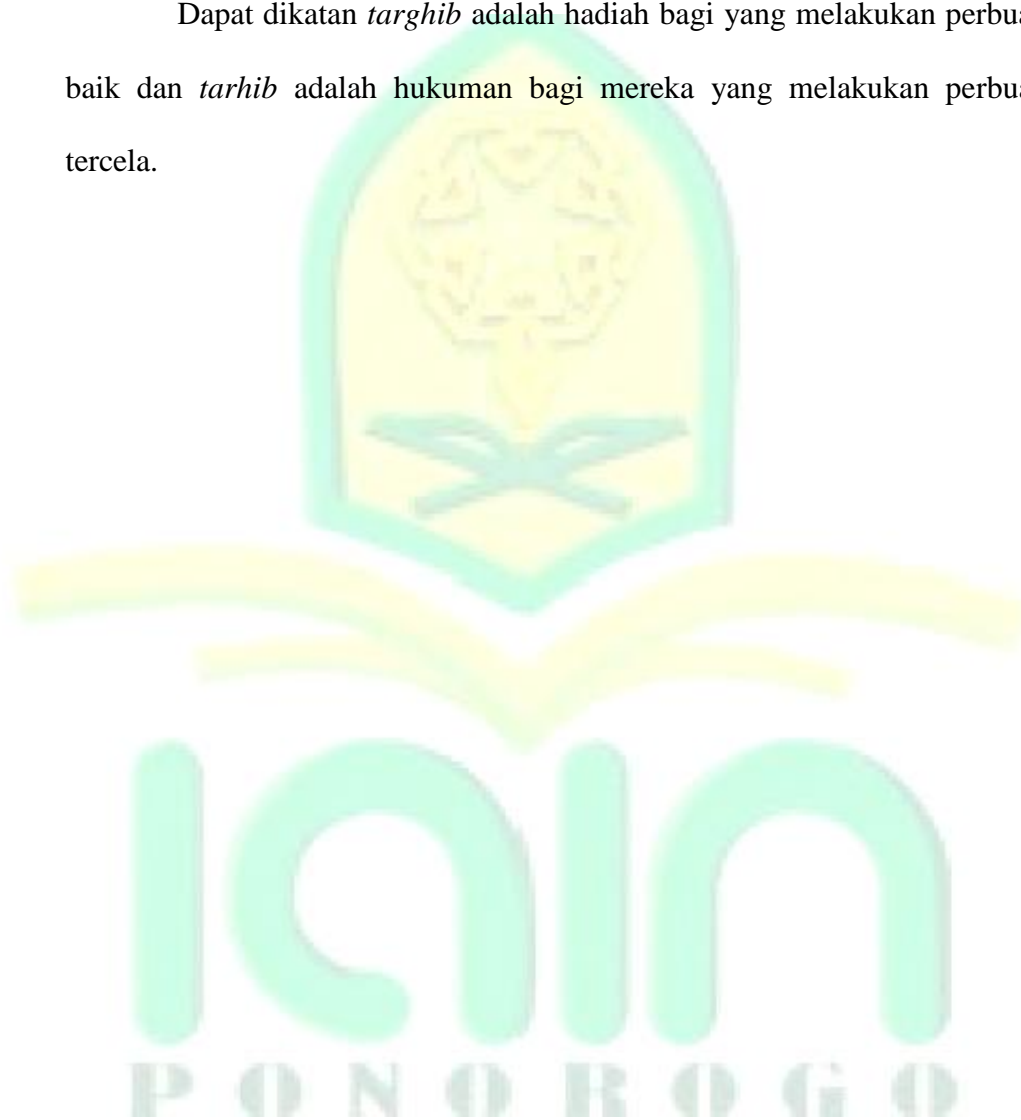 Dapat dikatan targhib adalah hadiah bagi yang melakukan
baik dan tarhib adalah hukuman bagi mereka yang melakukan
tercela.
iain
PONOROGO